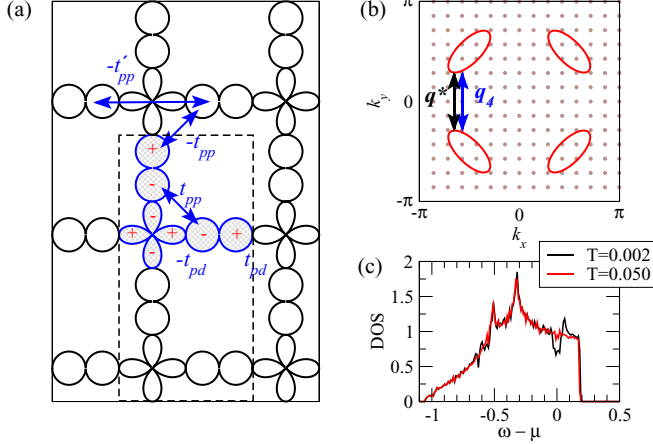 (a)
-t′pp
-tpp
+
-
tpp
-
+ + - +
-
-tpd tpd
(b)
π
ky 0
-π
q* q4
-π 0 π
kx
T=0.002
T=0.050
(c)
2
1.5
DOS 1
0.5
0
-1 -0.5 0 0.5
ω − μ